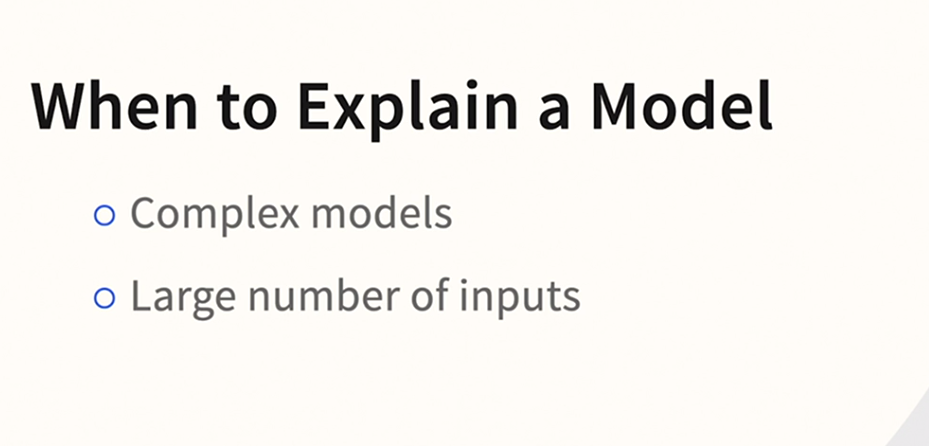 When to Explain a Model
Complex models
Large number of inputs